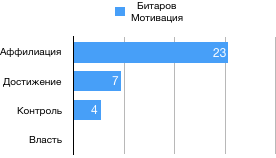 Битаров
Мотивация
Аффилиация
23
Достижение
7
Контроль
4
Власть